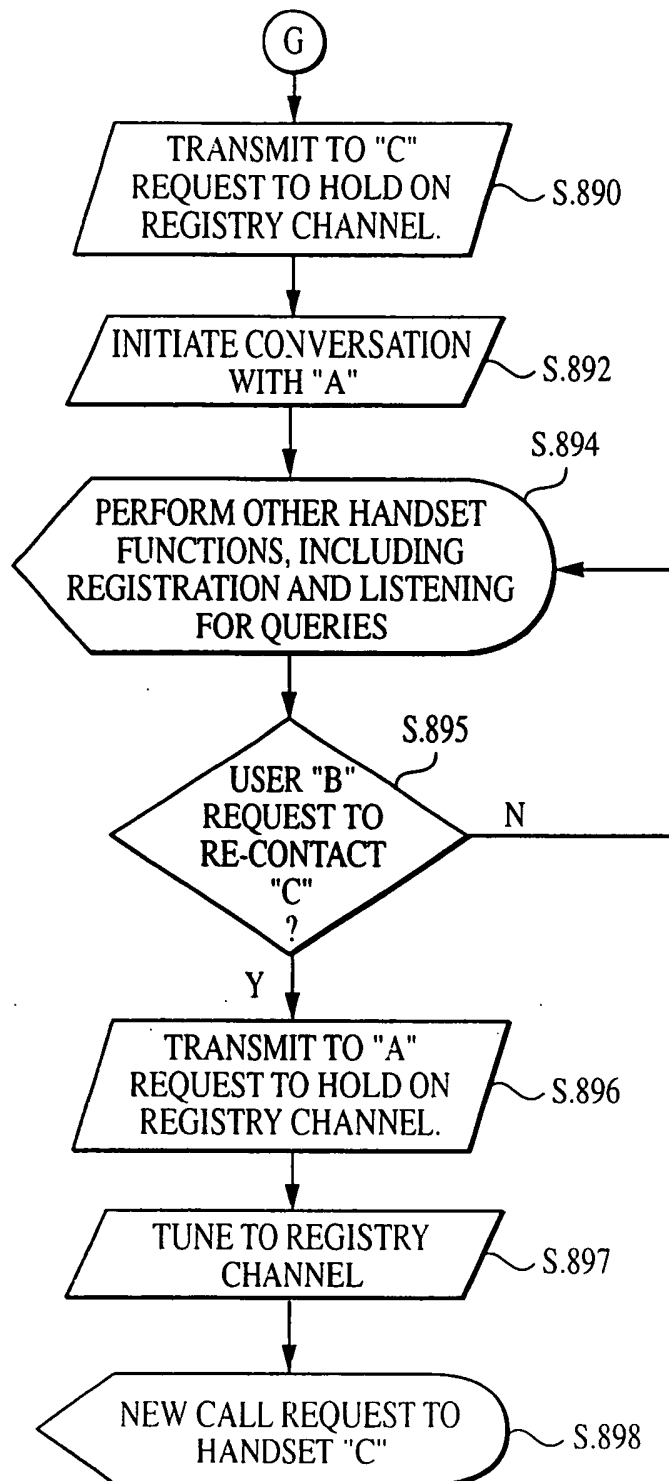 G
TRANSMIT TO "C"
REQUEST TO HOLD ON
REGISTRY CHANNEL.
S.890
INITIATE CONVERSATION
WITH "A"
S.892
S.894
PERFORM OTHER HANDSET
FUNCTIONS, INCLUDING
REGISTRATION AND LISTENING
FOR QUERIES
S.895
USER "B"
REQUEST TO
RE-CONTACT
"C"
?
N
Y
TRANSMIT TO "A"
REQUEST TO HOLD ON
REGISTRY CHANNEL.
S.896
TUNE TO REGISTRY
CHANNEL
S.897
NEW CALL REQUEST TO
HANDSET "C"
S.898